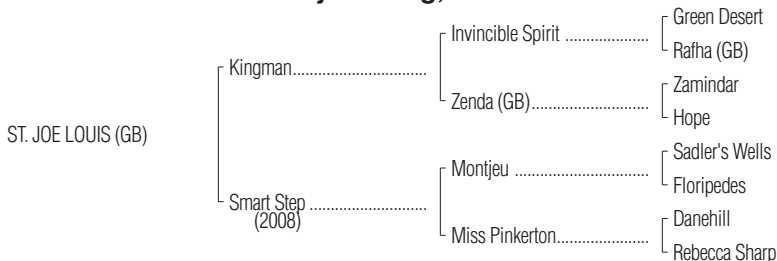 Green Desert
Invincible Spirit ....................
Rafha (GB)
Kingman................................
Zamindar
Zenda (GB).............................
Hope
ST. JOE LOUIS (GB)
Sadler's Wells
Montjeu .........................
Floripedes
Smart Step ............................
(2008)
Danehill
Miss Pinkerton......................
Rebecca Sharp